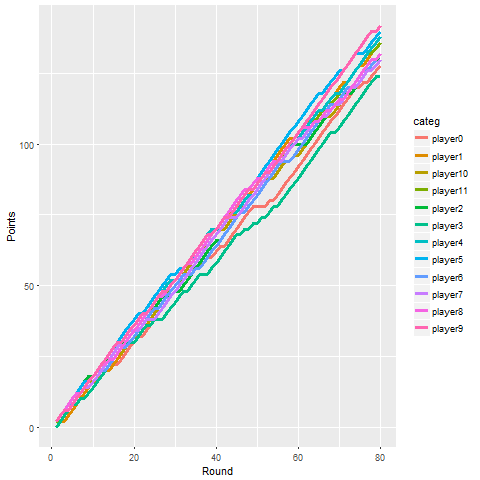 Points
100
50
0
0
20
40
60
80
Round
categ
player0
player1
player10
player11
player2
player3
player4
player5
player6
player7
player8
player9